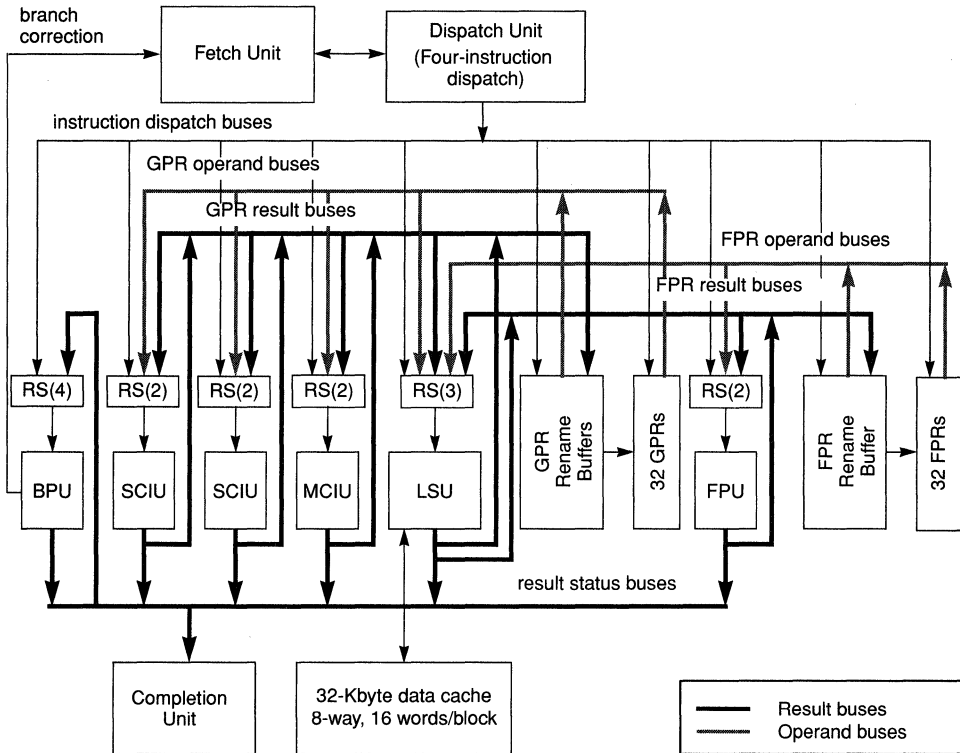 branch
correction
Fetch Unit
Dispatch Unit
(Four-instruction
dispatch)
instruction dispatch buses
GPR operand buses
GPR result buses
FPR operand buses
FPR result buses
RS(4)
RS(2)
RS(2)
RS(2)
RS(3)
RS(2)
GPR
Rename
Buffers
32 GPRs
FPR
Rename
Buffer
32 FPRs
BPU
SCIU
SCIU
MCIU
LSU
FPU
result status buses
Completion
Unit
32-Kbyte data cache
8-way, 16 words/block
Result buses
Operand buses